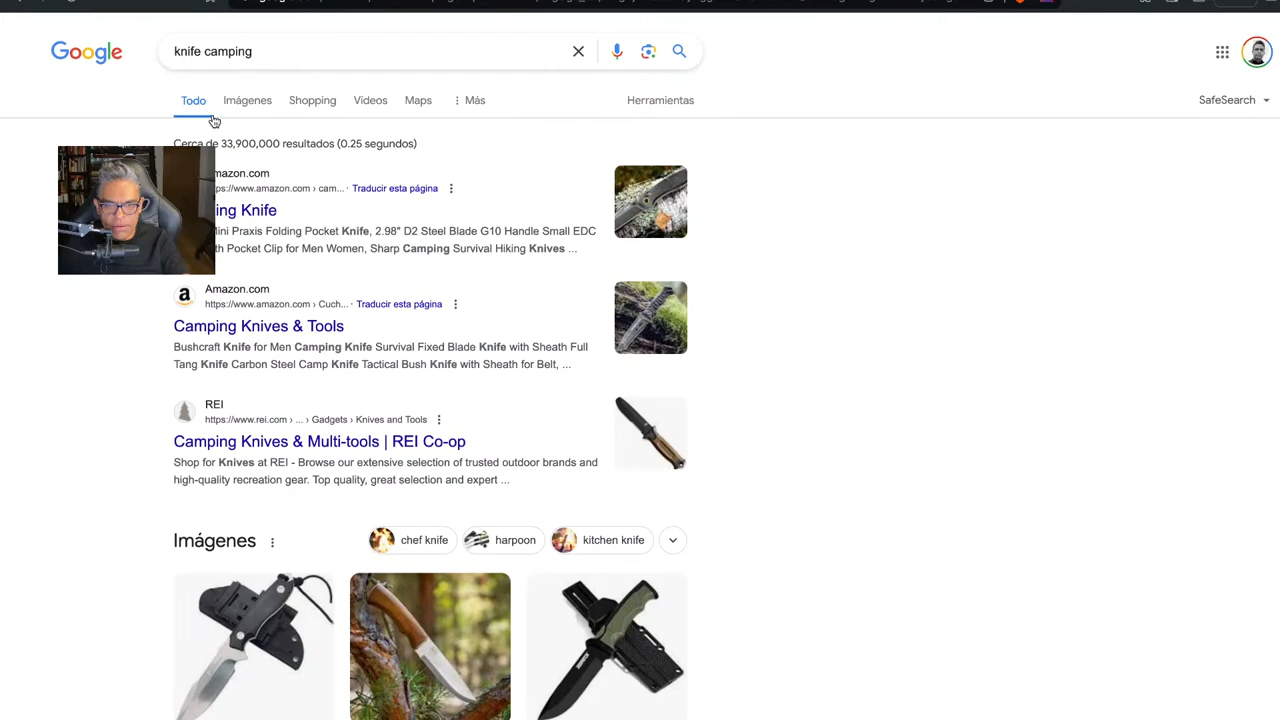 Google
knife camping
Todo Imágenes Shopping Videos Maps Más Herramientas SafeSearch
Cerca de 33,900,000 resultados (0.25 segundos)
mazon.com
ps://www.amazon.com › cam... · Traducir esta página
ing Knife
ini Praxis Folding Pocket Knife, 2.98" D2 Steel Blade G10 Handle Small EDC
th Pocket Clip for Men Women, Sharp Camping Survival Hiking Knives ...
Amazon.com
https://www.amazon.com › Cuch... · Traducir esta página
Camping Knives & Tools
Bushcraft Knife for Men Camping Knife Survival Fixed Blade Knife with Sheath Full
Tang Knife Carbon Steel Camp Knife Tactical Bush Knife with Sheath for Belt, ...
REI
https://www.rei.com › ... › Gadgets › Knives and Tools
Camping Knives & Multi-tools | REI Co-op
Shop for Knives at REI - Browse our extensive selection of trusted outdoor brands and
high-quality recreation gear. Top quality, great selection and expert ...
Imágenes chef knife harpoon kitchen knife